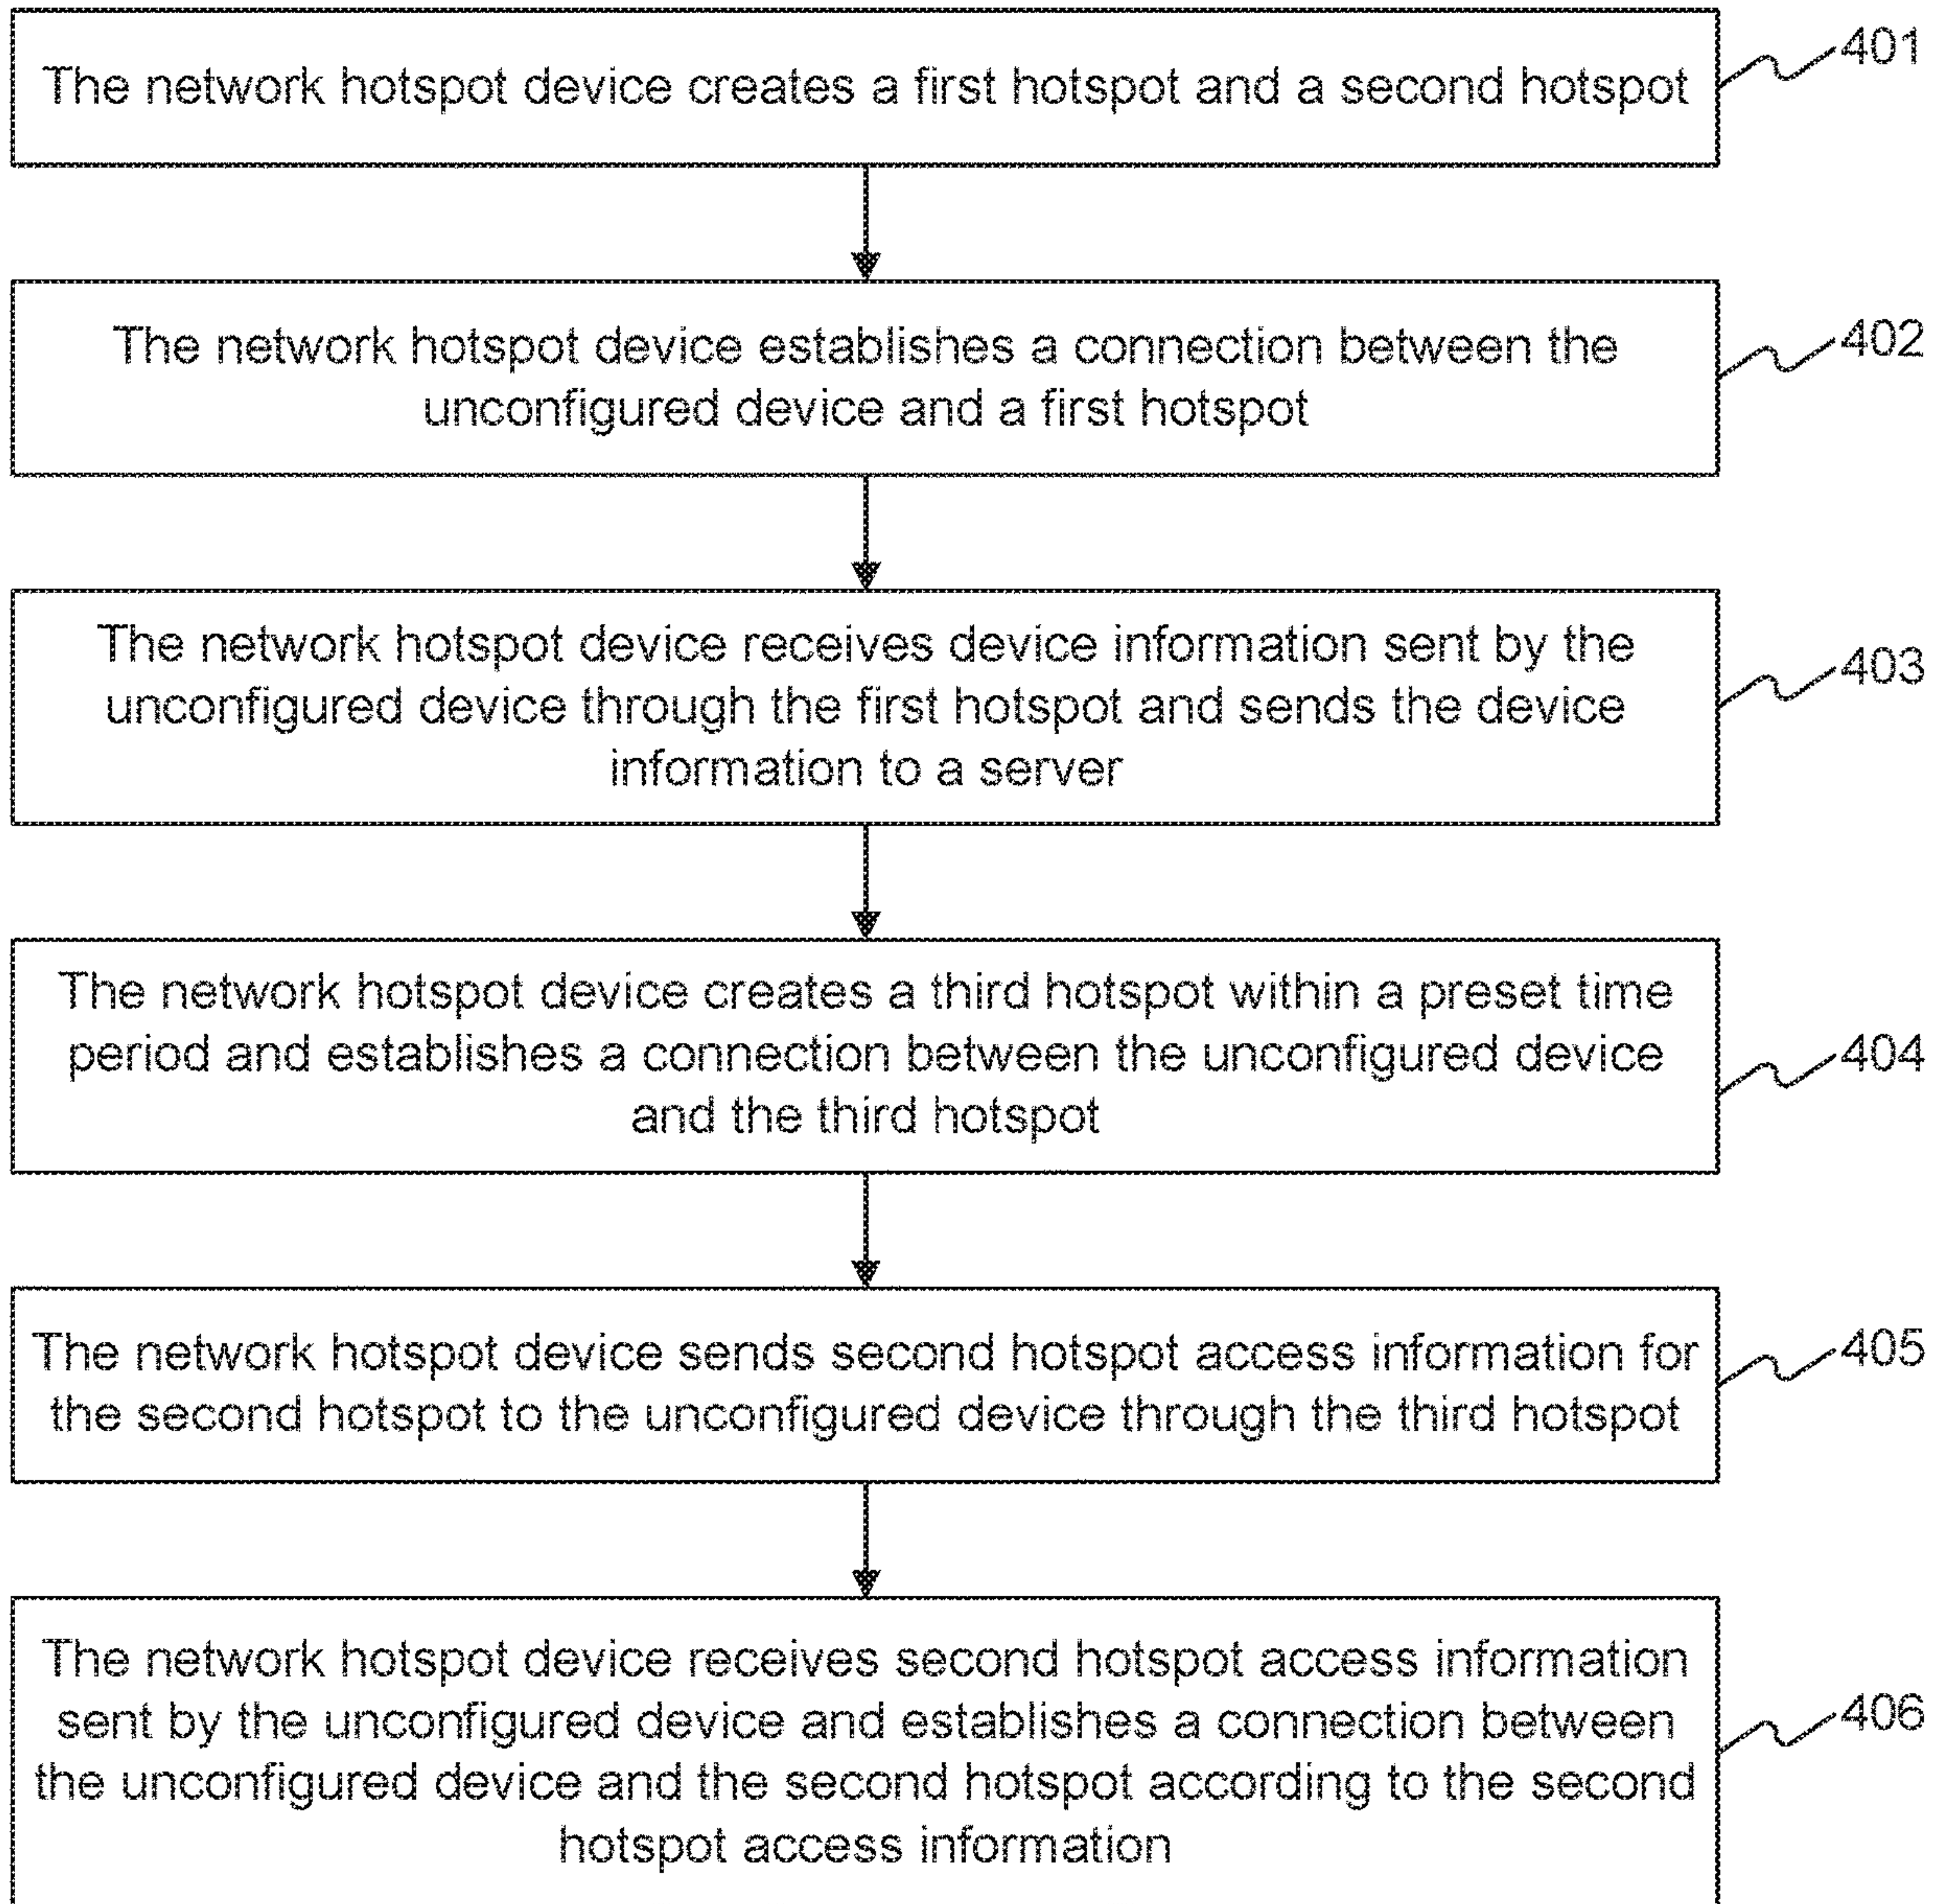 The network hotspot device creates a first hotspot and a second hotspot
401
The network hotspot device establishes a connection between the
unconfigured device and a first hotspot
402
The network hotspot device receives device information sent by the
unconfigured device through the first hotspot and sends the device
information to a server
403
The network hotspot device creates a third hotspot within a preset time
period and establishes a connection between the unconfigured device
and the third hotspot
404
The network hotspot device sends second hotspot access information for
the second hotspot to the unconfigured device through the third hotspot
405
The network hotspot device receives second hotspot access information
sent by the unconfigured device and establishes a connection between
the unconfigured device and the second hotspot according to the second
hotspot access information
406